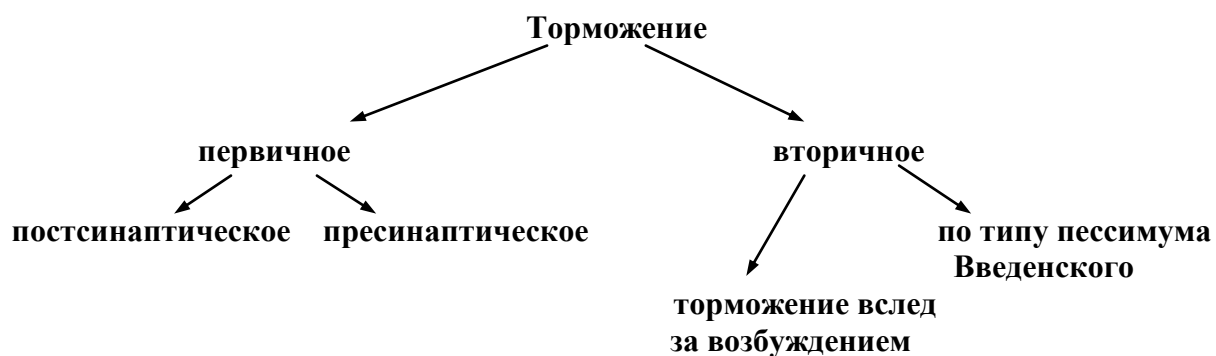 Торможение
первичное вторичное
постсинаптическое пресинаптическое по типу пессимума
Введенского
торможение вслед
за возбуждением